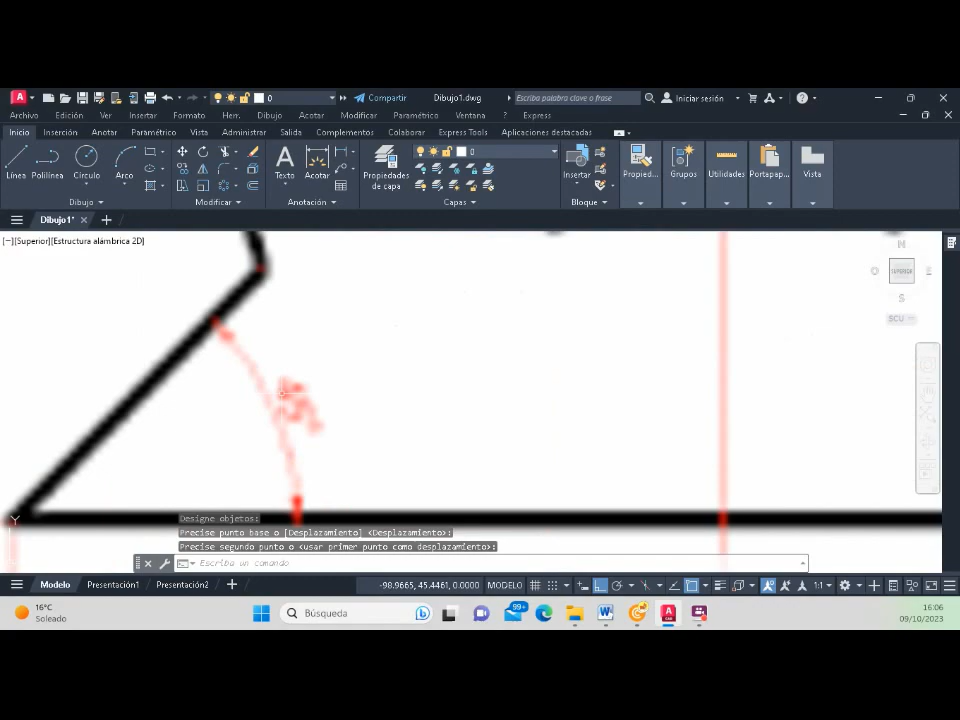 0
Compartir
Dibujo1.dwg
Escriba palabra clave o frase
Iniciar sesión
Archivo Editar Ver Insertar Formato Herr. Dibujo Acotar Modificar Paramétrico Ventana ? Express
Inicio Inserción Anotar Paramétrico Vista Administrar Salida Complementos Colaborar Express Tools Aplicaciones destacadas
0
Línea Polilínea Círculo Arco
Texto Acotar
Propiedades de capa
Insertar
Propied... Grupos Utilidades Portapap... Vista
Dibujo Modificar Anotación Capas Bloque
Dibujo1*
[−][Superior][Estructura alámbrica 2D]
N
O SUPERIOR E
S
SCU
Y
Designe objetos:
Precise punto base o [Desplazamiento] <Desplazamiento>:
Precise segundo punto o <usar primer punto como desplazamiento>:
Escriba un comando
Modelo Presentación1 Presentación2
-98.9665, 45.4461, 0.0000 MODELO
1:1
16°C
Soleado
Búsqueda
99+
16:06
09/10/2023